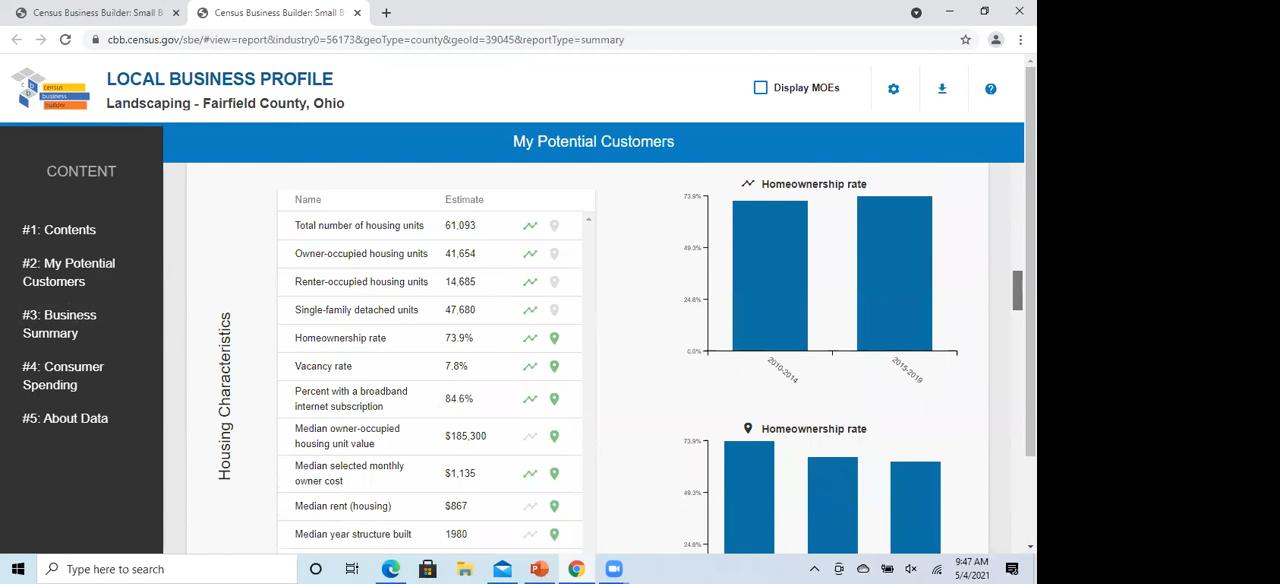 Census Business Builder: Small B
Census Business Builder: Small B
cbb.census.gov/sbe/#view=report&industry0=56173&geoType=county&geoId=39045&reportType=summary
census
business
builder
LOCAL BUSINESS PROFILE
Landscaping - Fairfield County, Ohio
Display MOEs
My Potential Customers
CONTENT
#1: Contents
#2: My Potential
Customers
#3: Business
Summary
#4: Consumer
Spending
#5: About Data
Housing Characteristics
Name Estimate
Total number of housing units 61,093
Owner-occupied housing units 41,654
Renter-occupied housing units 14,685
Single-family detached units 47,680
Homeownership rate 73.9%
Vacancy rate 7.8%
Percent with a broadband
internet subscription 84.6%
Median owner-occupied
housing unit value $185,300
Median selected monthly
owner cost $1,135
Median rent (housing) $867
Median year structure built 1980
Homeownership rate
73.9%
49.3%
24.6%
0.0%
2010-2014
2015-2019
Homeownership rate
73.9%
49.3%
24.6%
Type here to search
9:47 AM
5/4/2021